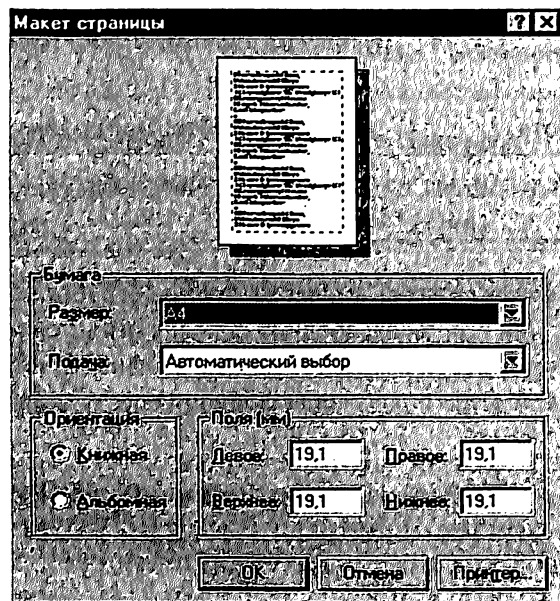 Макет страницы
Бумага
Размер: A4
Подача: Автоматический выбор
Ориентация
Книжная
Альбомная
Поля (мм)
Левое: 19,1 Правое: 19,1
Верхнее: 19,1 Нижнее: 19,1
OK Отмена Принтер...